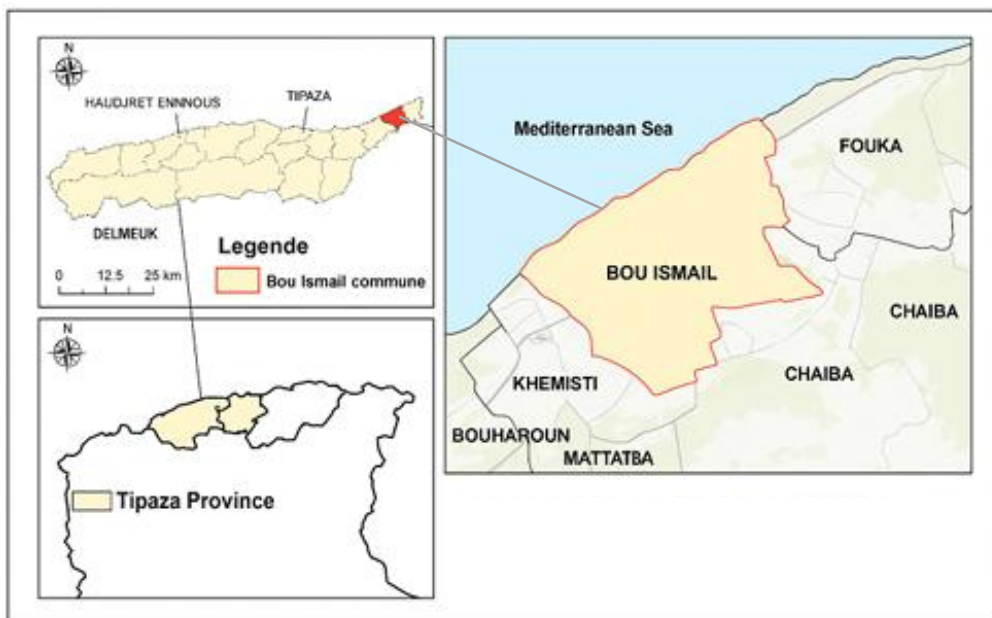 N
HAUDJRET ENNNOUS
TIPAZA
DELMEUK
Legende
0 12.5 25 km
Bou Ismail commune
N
Tipaza Province
Mediterranean Sea
FOUKA
BOU ISMAIL
CHAIBA
CHAIBA
KHEMISTI
BOUHAROUN
MATTATBA